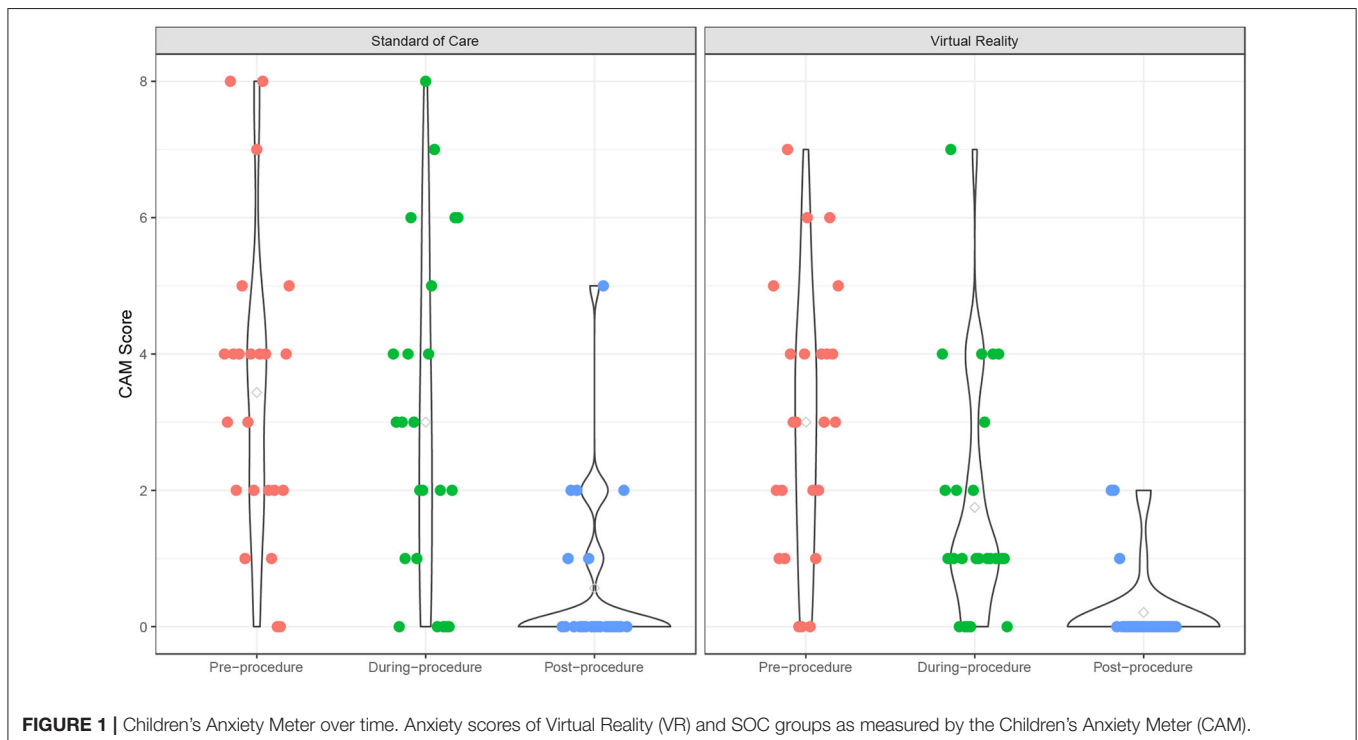 Standard of Care
Virtual Reality
8
6
4
2
0
CAM Score
Pre−procedure
During−procedure
Post−procedure
Pre−procedure
During−procedure
Post−procedure
FIGURE 1 | Children's Anxiety Meter over time. Anxiety scores of Virtual Reality (VR) and SOC groups as measured by the Children's Anxiety Meter (CAM).